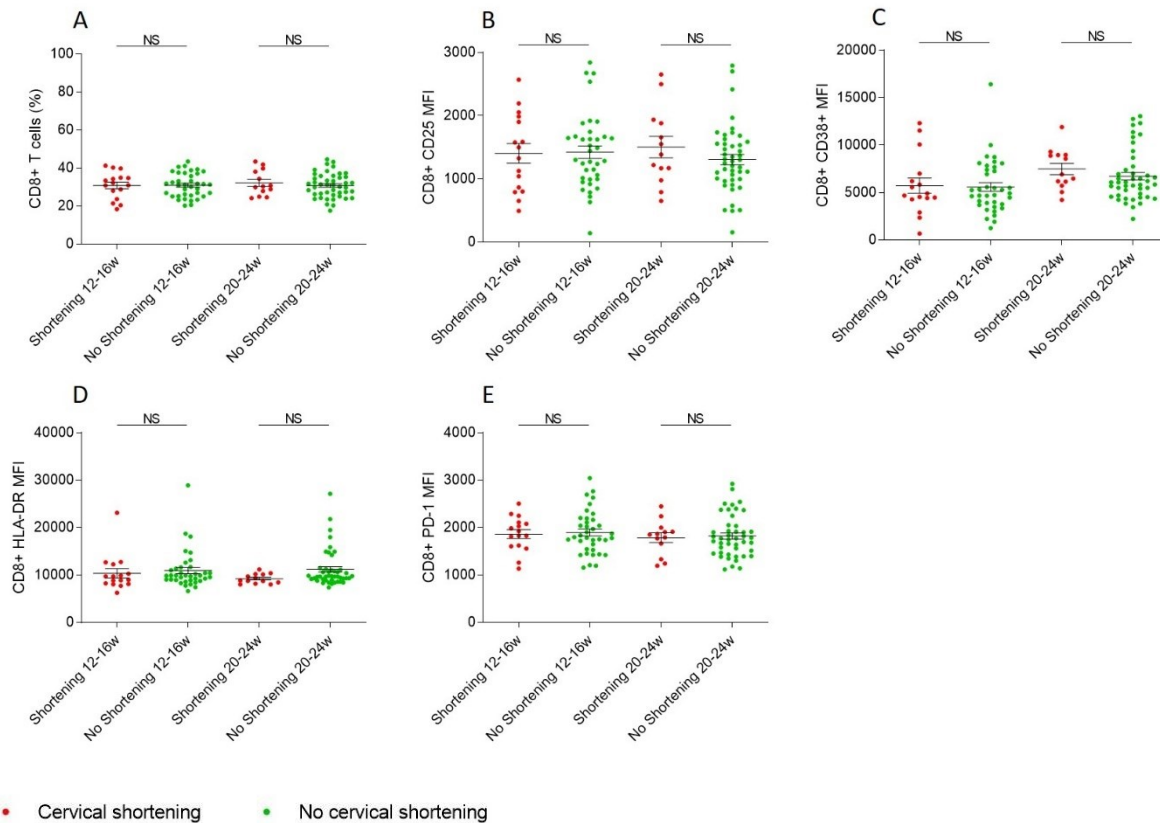 A
NS
NS
CD8+ T cells (%)
100
80
60
40
20
0
Shortening 12-16w
No Shortening 12-16w
Shortening 20-24w
No Shortening 20-24w
B
NS
NS
CD8+ CD25 MFI
3000
2000
1000
0
Shortening 12-16w
No Shortening 12-16w
Shortening 20-24w
No Shortening 20-24w
C
NS
NS
CD8+ CD38+ MFI
20000
15000
10000
5000
0
Shortening 12-16w
No Shortening 12-16w
Shortening 20-24w
No Shortening 20-24w
D
NS
NS
CD8+ HLA-DR MFI
40000
30000
20000
10000
0
Shortening 12-16w
No Shortening 12-16w
Shortening 20-24w
No Shortening 20-24w
E
NS
NS
CD8+ PD-1 MFI
4000
3000
2000
1000
0
Shortening 12-16w
No Shortening 12-16w
Shortening 20-24w
No Shortening 20-24w
Cervical shortening
No cervical shortening